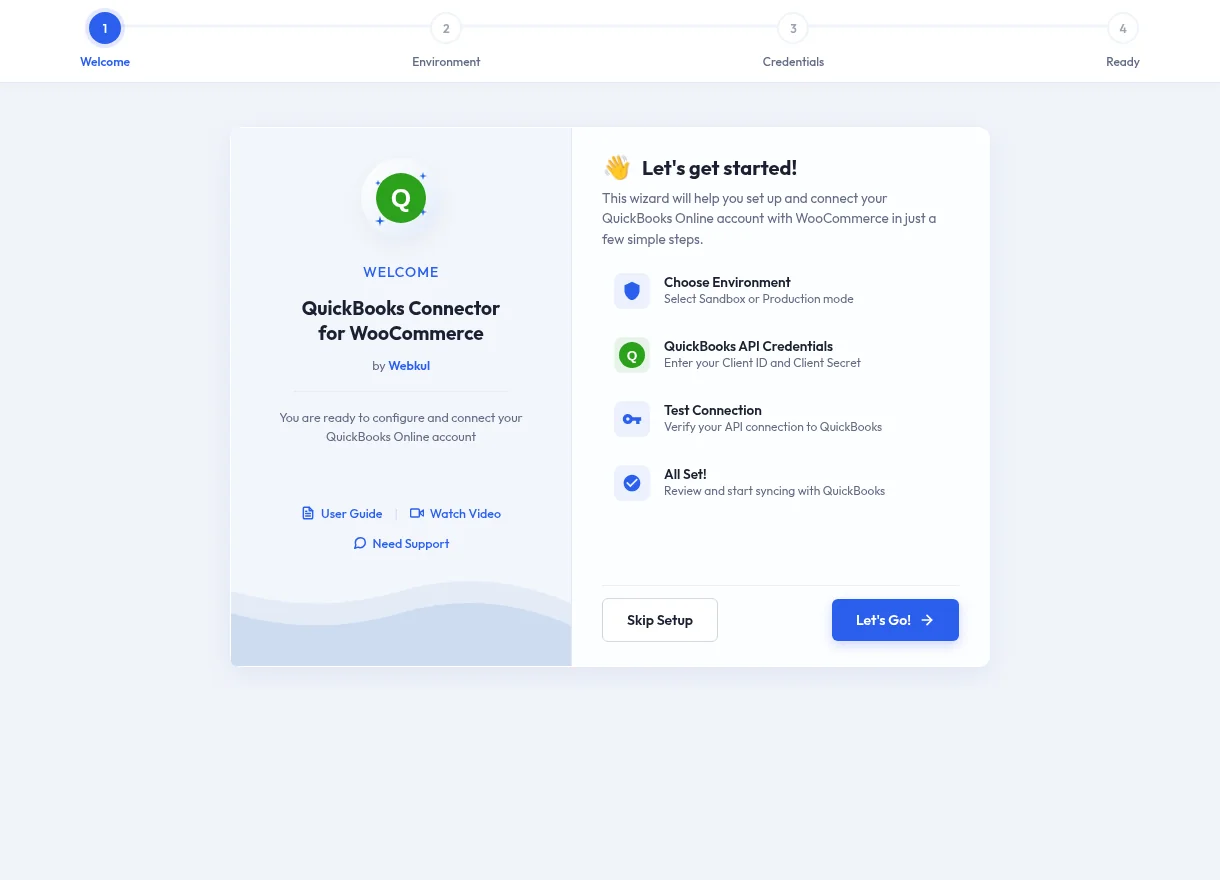 1
2
3
4
Welcome
Environment
Credentials
Ready
Q
WELCOME
QuickBooks Connector
for WooCommerce
by Webkul
You are ready to configure and connect your
QuickBooks Online account
User Guide
Watch Video
Need Support
👋 Let's get started!
This wizard will help you set up and connect your
QuickBooks Online account with WooCommerce in just a
few simple steps.
Choose Environment
Select Sandbox or Production mode
Q
QuickBooks API Credentials
Enter your Client ID and Client Secret
Test Connection
Verify your API connection to QuickBooks
All Set!
Review and start syncing with QuickBooks
Skip Setup
Let's Go!